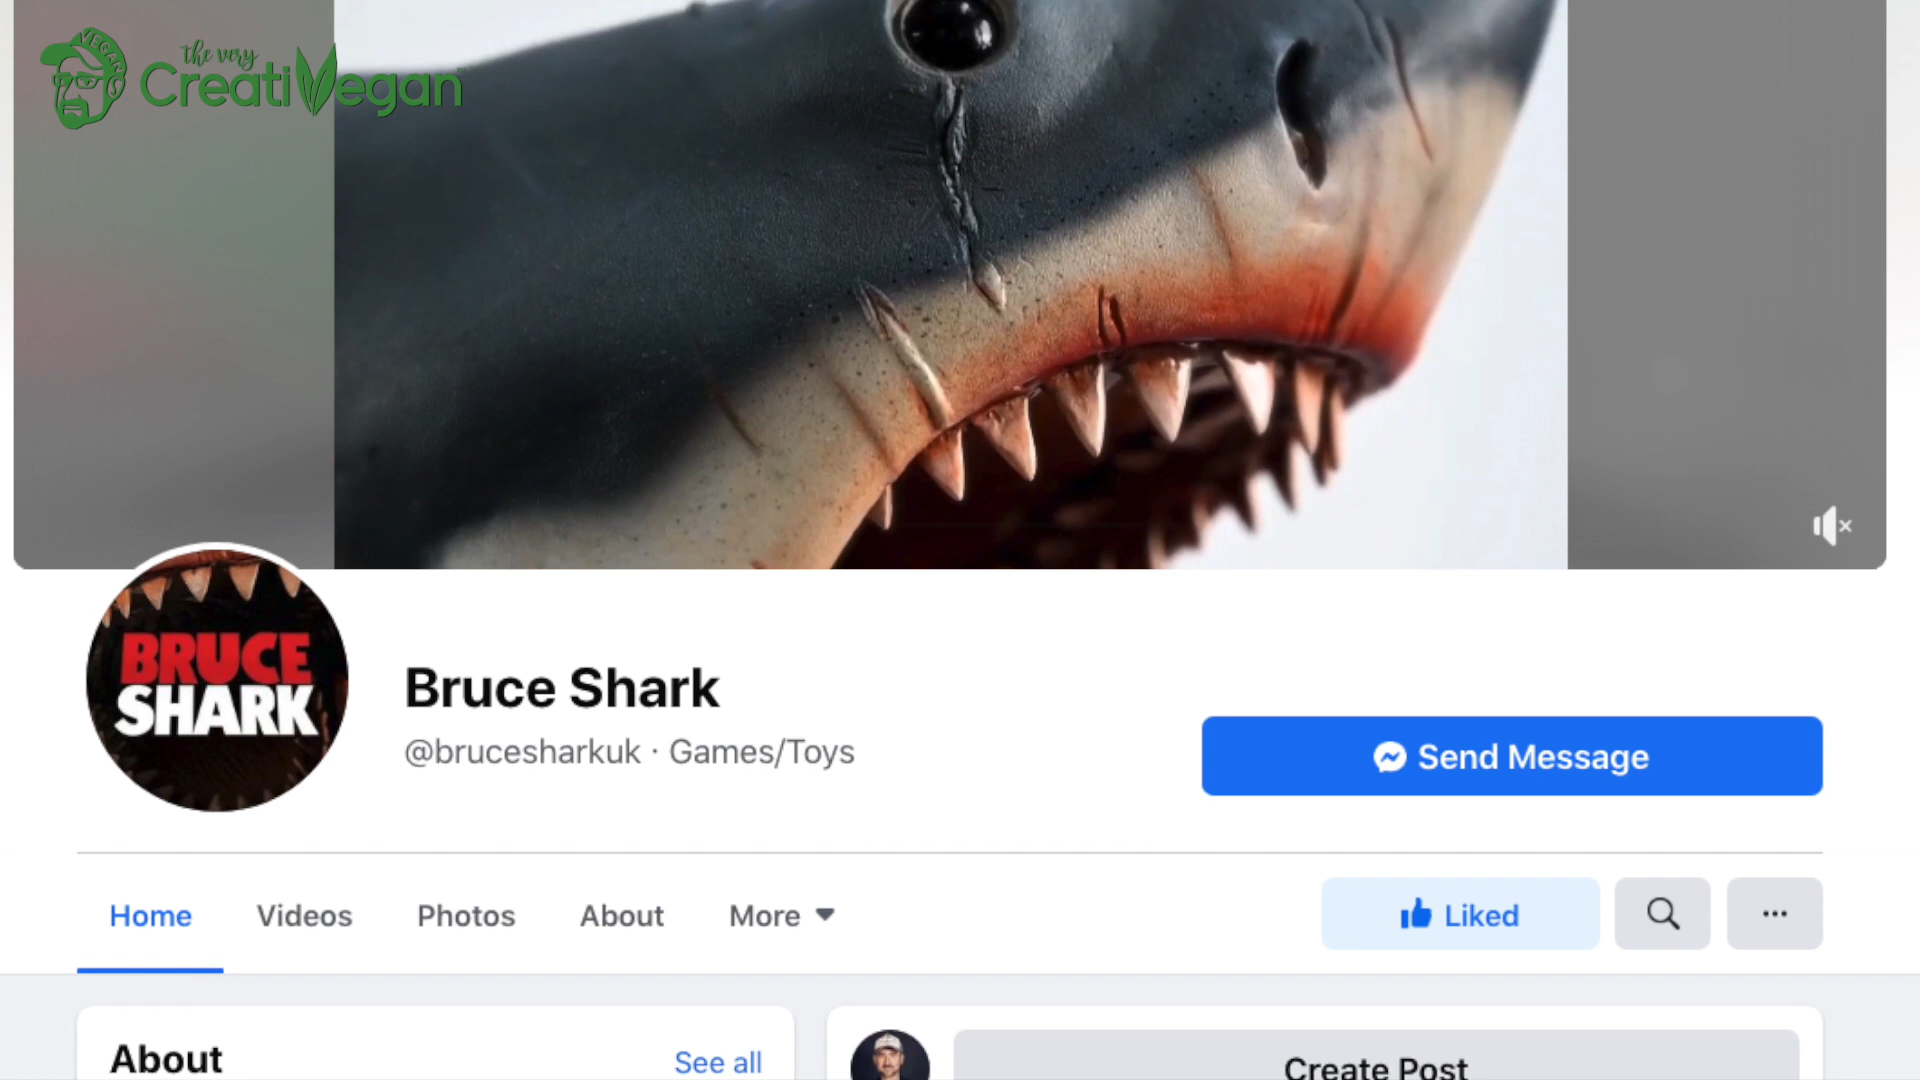 VEGANS
the very
CreatiVegan
BRUCE
SHARK
Bruce Shark
@brucesharkuk · Games/Toys
Send Message
Home Videos Photos About More
Liked
About
See all
Create Post